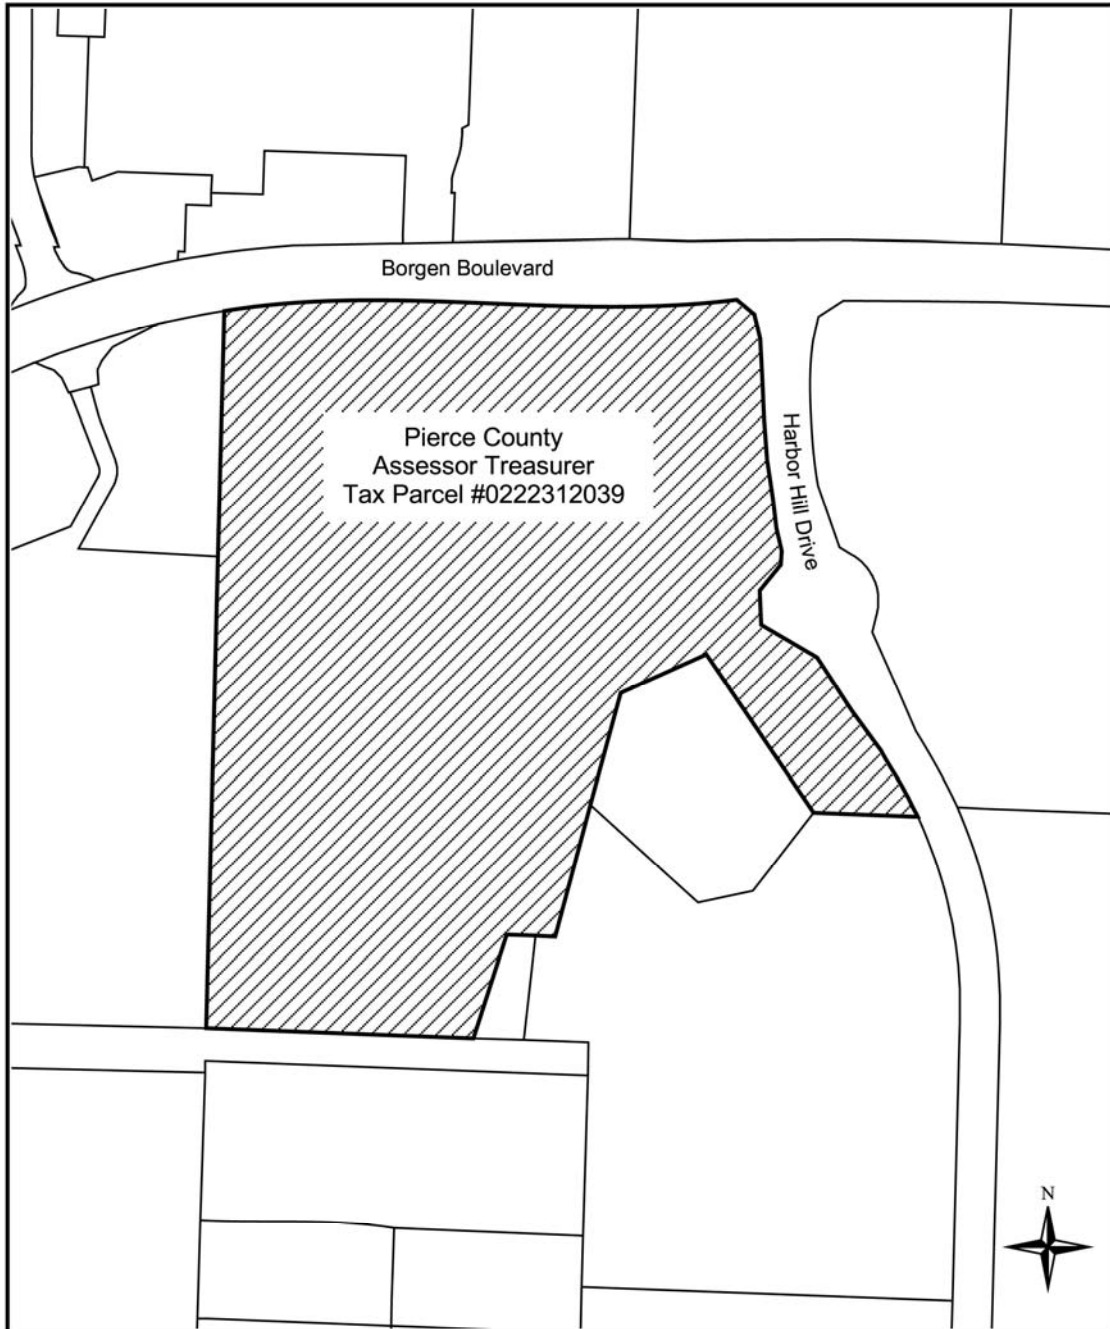 Borgen Boulevard
Pierce County
Assessor Treasurer
Tax Parcel #0222312039
Harbor Hill Drive
N